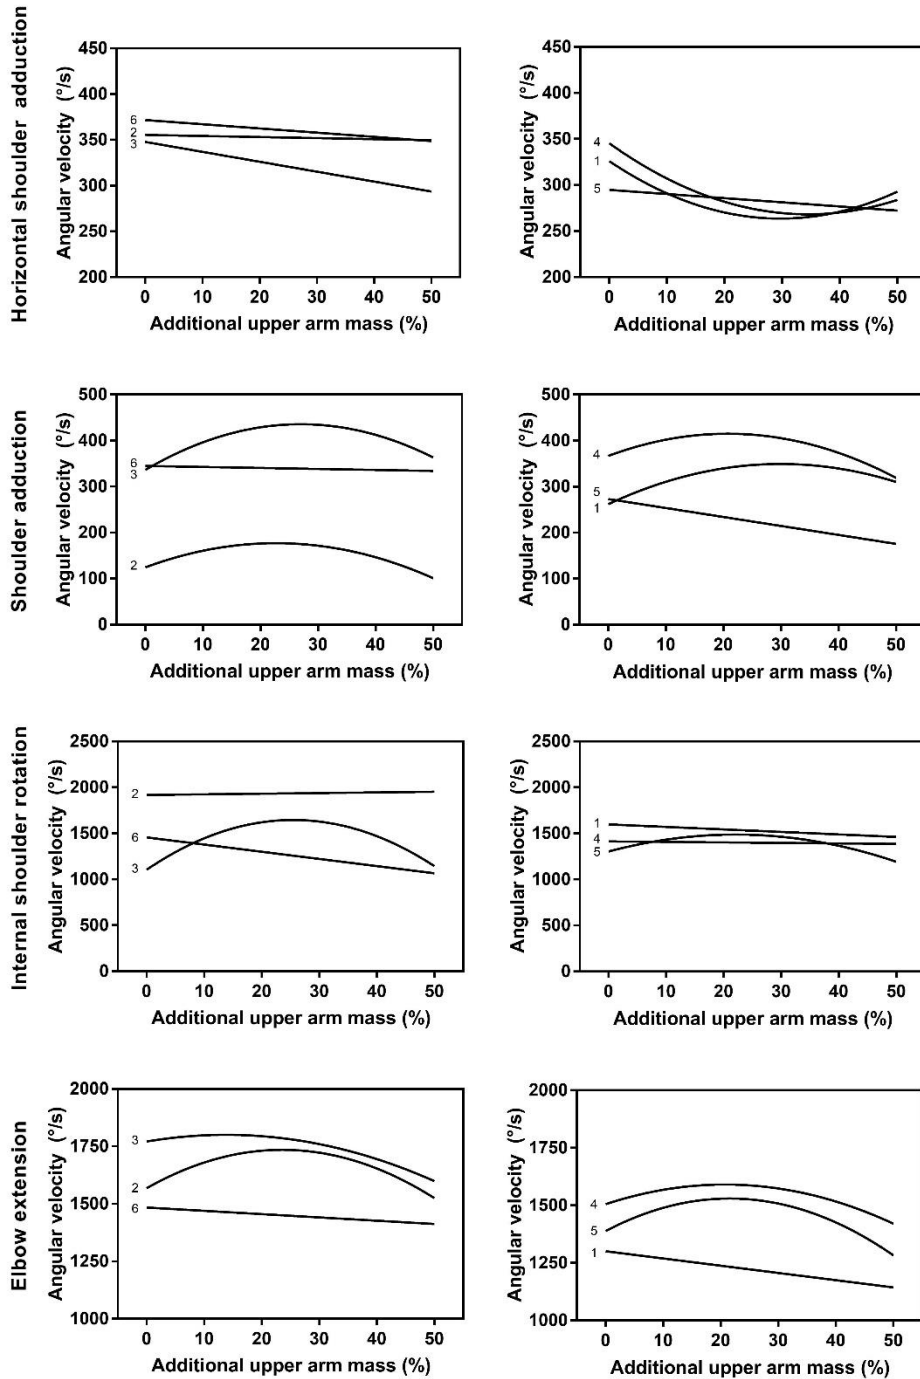 Horizontal shoulder adduction
Angular velocity (°/s)
450
400
350
300
250
200
6
2
3
0 10 20 30 40 50
Additional upper arm mass (%)
Angular velocity (°/s)
450
400
350
300
250
200
4
1
5
0 10 20 30 40 50
Additional upper arm mass (%)
Shoulder adduction
Angular velocity (°/s)
500
400
300
200
100
0
6
3
2
0 10 20 30 40 50
Additional upper arm mass (%)
Angular velocity (°/s)
500
400
300
200
100
0
4
5
1
0 10 20 30 40 50
Additional upper arm mass (%)
Internal shoulder rotation
Angular velocity (°/s)
2500
2000
1500
1000
500
0
2
6
3
0 10 20 30 40 50
Additional upper arm mass (%)
Angular velocity (°/s)
2500
2000
1500
1000
500
0
1
4
5
0 10 20 30 40 50
Additional upper arm mass (%)
Elbow extension
Angular velocity (°/s)
2000
1750
1500
1250
1000
3
2
6
0 10 20 30 40 50
Additional upper arm mass (%)
Angular velocity (°/s)
2000
1750
1500
1250
1000
4
5
1
0 10 20 30 40 50
Additional upper arm mass (%)